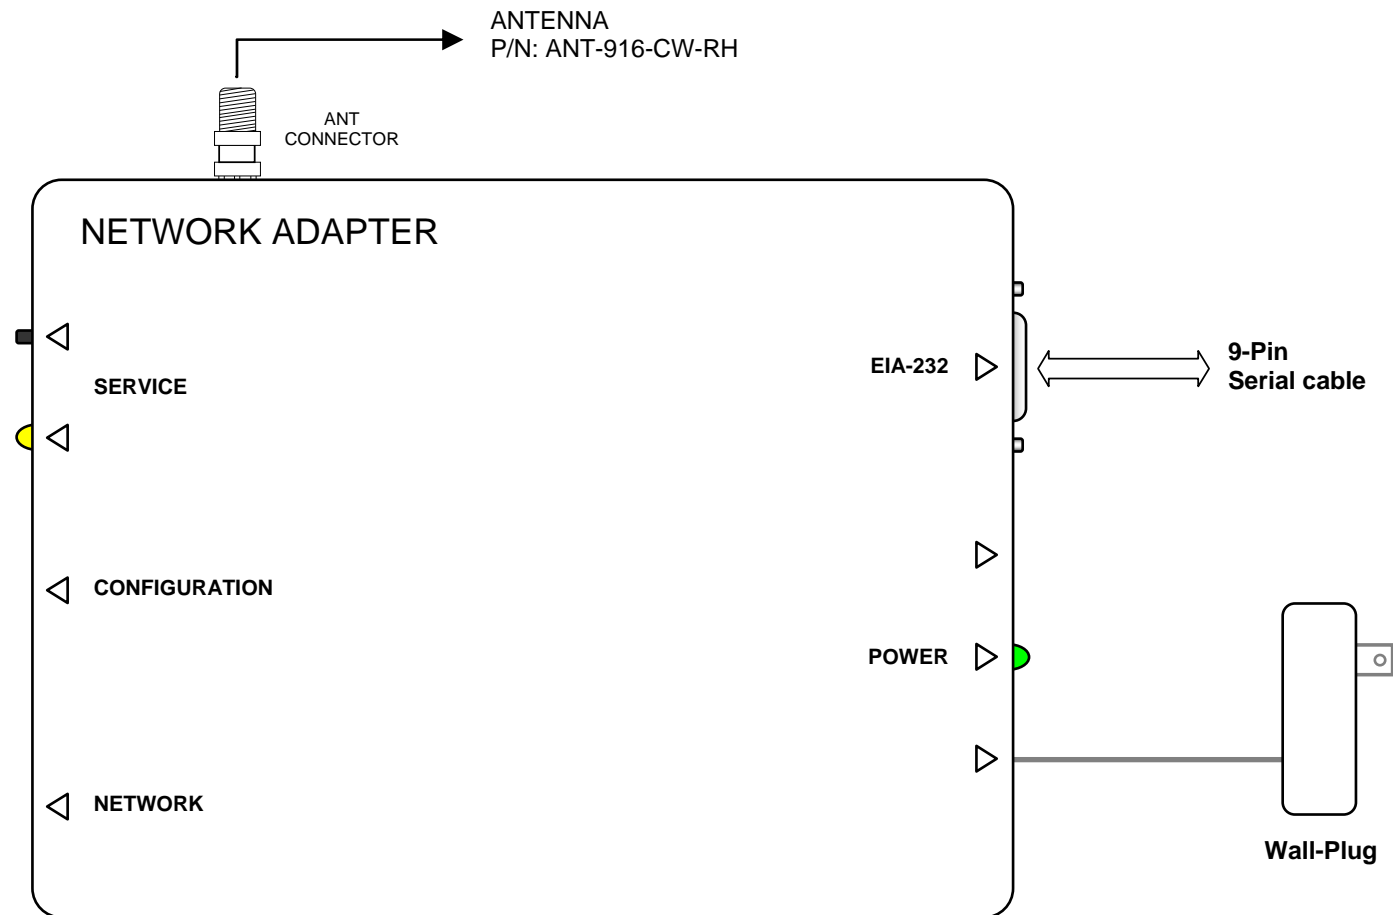 ANTENNA
P/N: ANT-916-CW-RH
ANT
CONNECTOR
NETWORK ADAPTER
SERVICE
EIA-232
9-Pin
Serial cable
CONFIGURATION
POWER
NETWORK
Wall-Plug